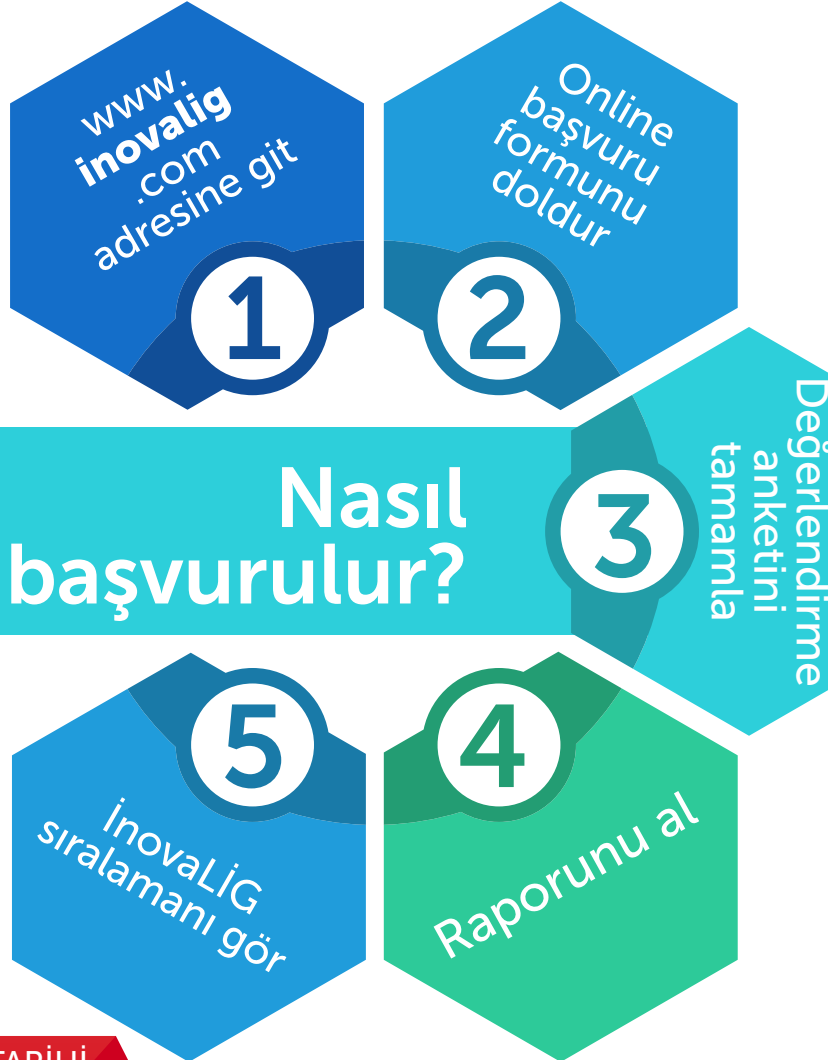 www.
inovalig
.com
adresine git
1
Online
başvuru
formunu
doldur
2
Nasıl
başvurulur?
3
Değerlendirme
anketini
tamamla
4
Raporunu al
5
İnovaLİG
sıralamanı gör